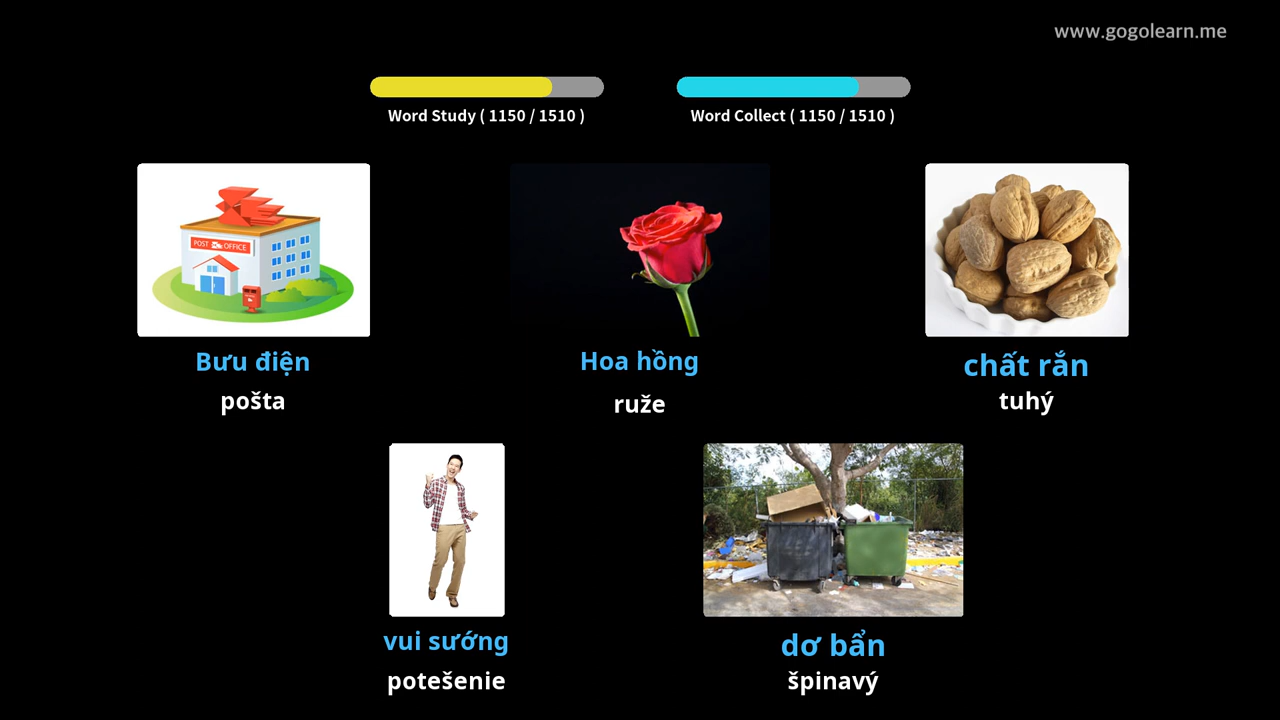 www.gogolearn.me
Word Study ( 1150 / 1510 )
Word Collect ( 1150 / 1510 )
POST OFFICE
Bưu điện
pošta
Hoa hồng
ruže
chất rắn
tuhý
vui sướng
potešenie
dơ bẩn
špinavý